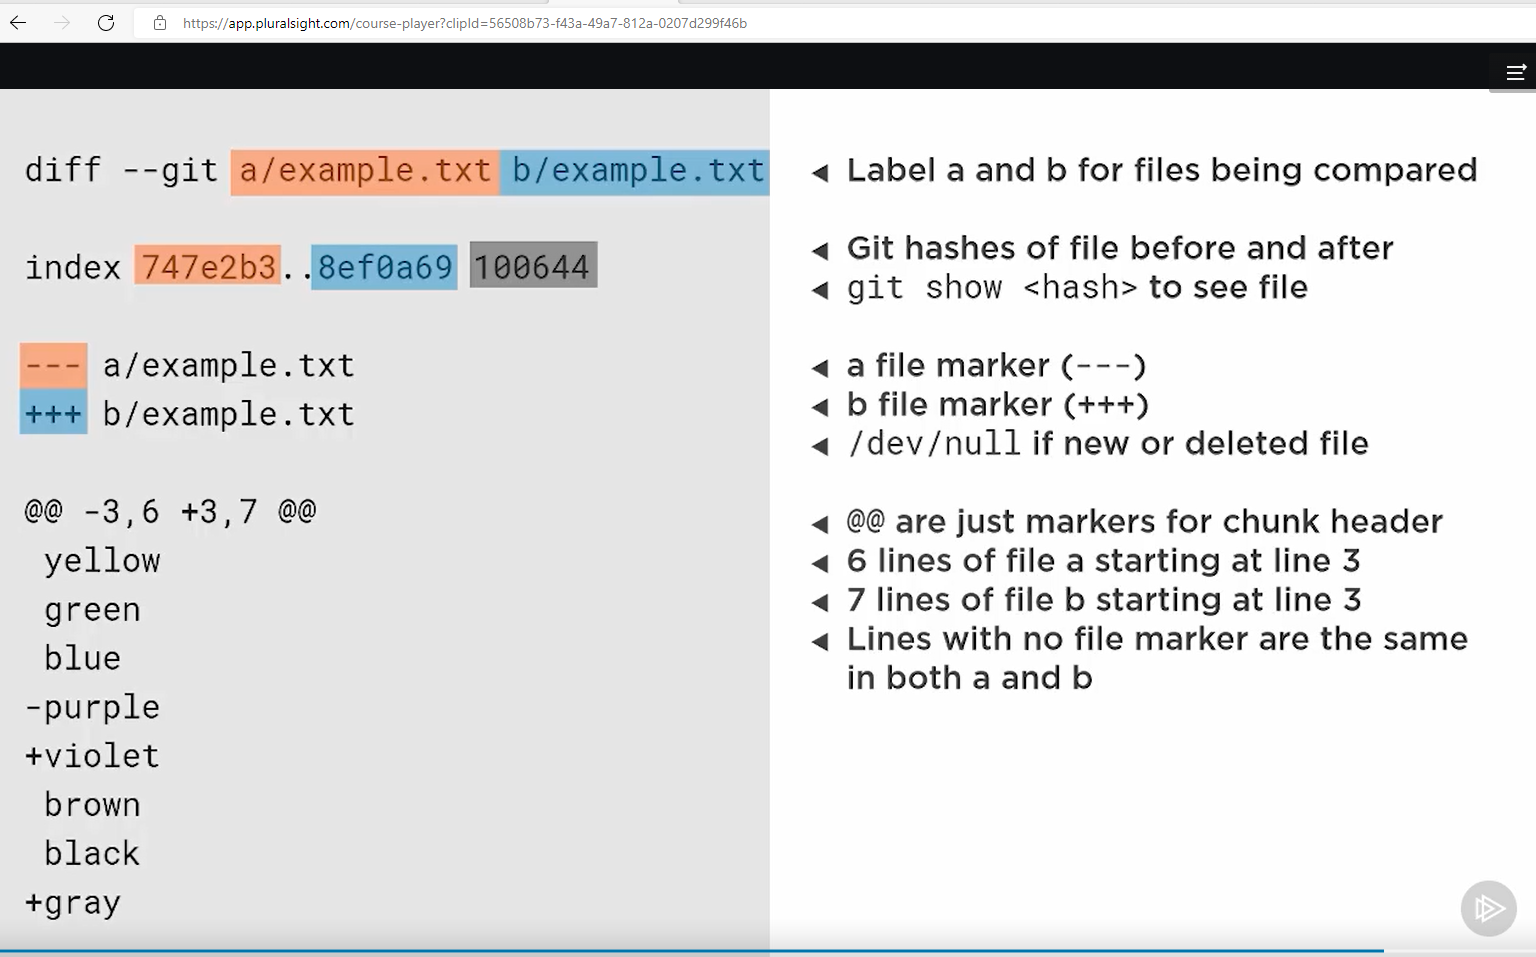 https://app.pluralsight.com/course-player?clipId=56508b73-f43a-49a7-812a-0207d299f46b
diff --git a/example.txt b/example.txt
index 747e2b3..8ef0a69 100644
--- a/example.txt
+++ b/example.txt
@@ -3,6 +3,7 @@
yellow
green
blue
-purple
+violet
brown
black
+gray
Label a and b for files being compared
Git hashes of file before and after
git show <hash> to see file
a file marker (---)
b file marker (+++)
/dev/null if new or deleted file
@@ are just markers for chunk header
6 lines of file a starting at line 3
7 lines of file b starting at line 3
Lines with no file marker are the same
in both a and b